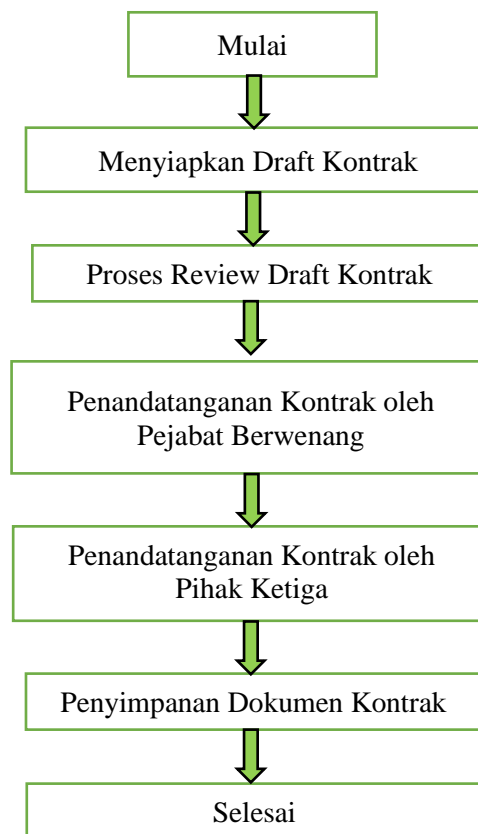 Mulai
Menyiapkan Draft Kontrak
Proses Review Draft Kontrak
Penandatanganan Kontrak oleh
Pejabat Berwenang
Penandatanganan Kontrak oleh
Pihak Ketiga
Penyimpanan Dokumen Kontrak
Selesai